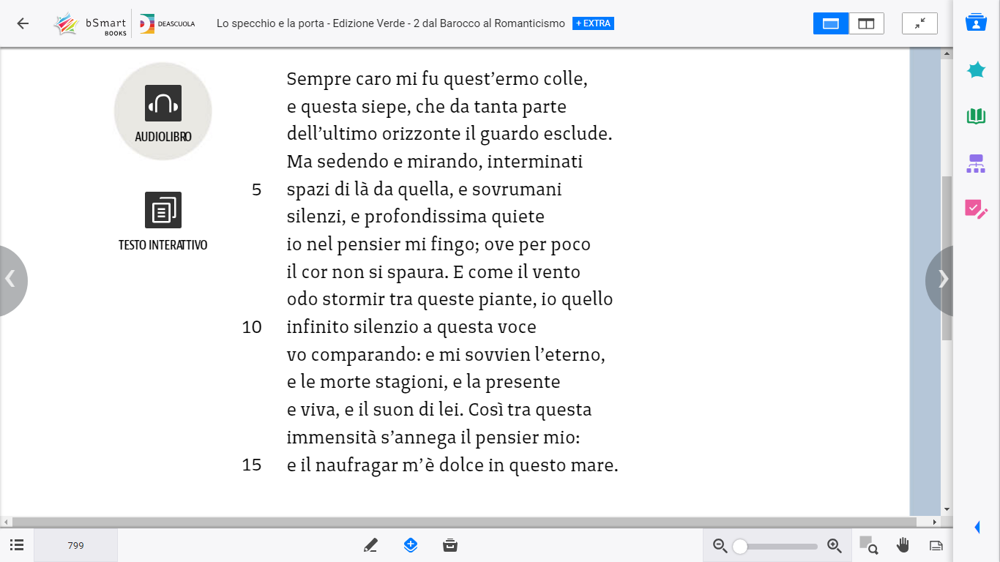 bSmart
BOOKS
DEASCUOLA
Lo specchio e la porta - Edizione Verde - 2 dal Barocco al Romanticismo
+ EXTRA
AUDIOLIBRO
TESTO INTERATTIVO
Sempre caro mi fu quest’ermo colle,
e questa siepe, che da tanta parte
dell’ultimo orizzonte il guardo esclude.
Ma sedendo e mirando, interminati
5 spazi di là da quella, e sovrumani
silenzi, e profondissima quiete
io nel pensier mi fingo; ove per poco
il cor non si spaura. E come il vento
odo stormir tra queste piante, io quello
10 infinito silenzio a questa voce
vo comparando: e mi sovvien l’eterno,
e le morte stagioni, e la presente
e viva, e il suon di lei. Così tra questa
immensità s’annega il pensier mio:
15 e il naufragar m’è dolce in questo mare.
799